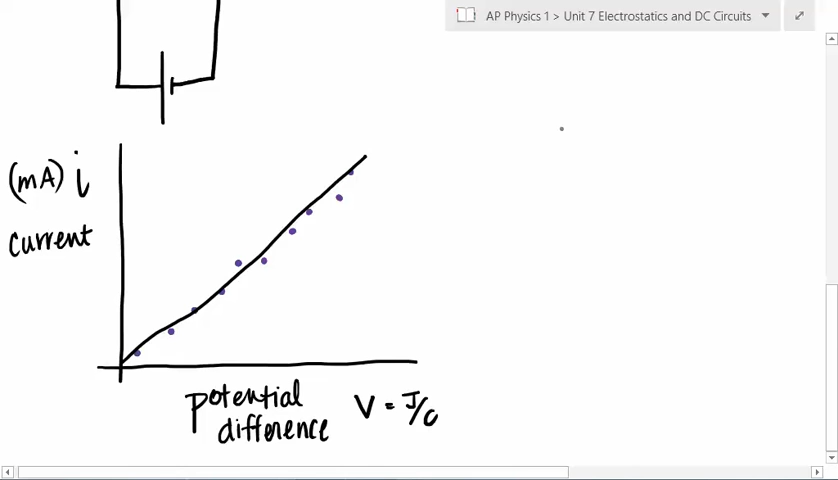 AP Physics 1 > Unit 7 Electrostatics and DC Circuits
(mA) i
current
potential
difference
V = J/C